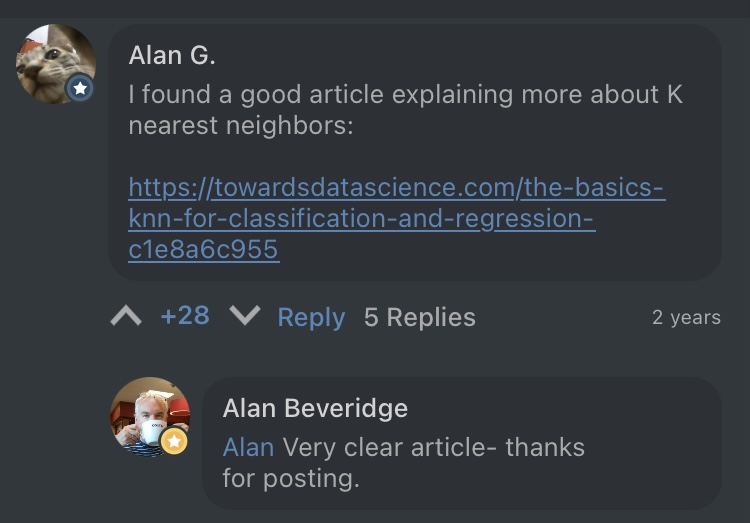 Alan G.
I found a good article explaining more about K
nearest neighbors:
https://towardsdatascience.com/the-basics-
knn-for-classification-and-regression-
c1e8a6c955
+28 Reply 5 Replies 2 years
Alan Beveridge
Alan Very clear article- thanks
for posting.